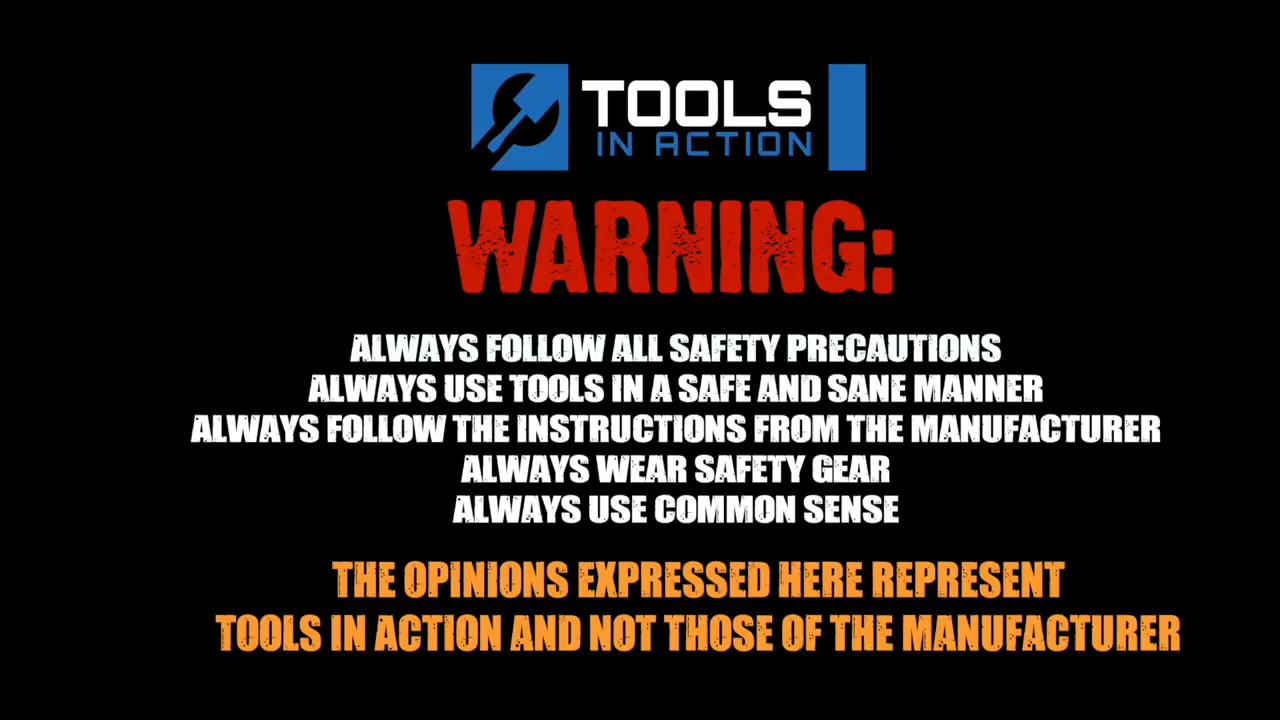 TOOLS
IN ACTION
WARNING:
ALWAYS FOLLOW ALL SAFETY PRECAUTIONS
ALWAYS USE TOOLS IN A SAFE AND SANE MANNER
ALWAYS FOLLOW THE INSTRUCTIONS FROM THE MANUFACTURER
ALWAYS WEAR SAFETY GEAR
ALWAYS USE COMMON SENSE
THE OPINIONS EXPRESSED HERE REPRESENT
TOOLS IN ACTION AND NOT THOSE OF THE MANUFACTURER